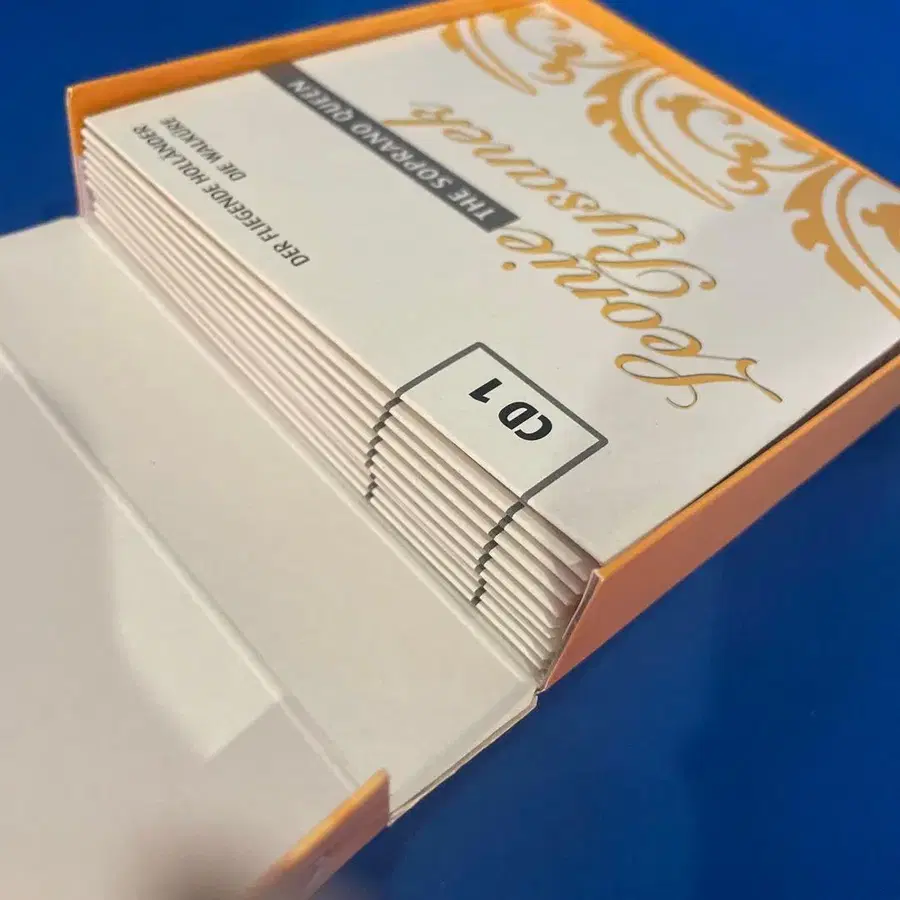 Leonie
Rysanek
THE SOPRANO QUEEN
DER FLIEGENDE HOLLÄNDER
DIE WALKÜRE
CD 1